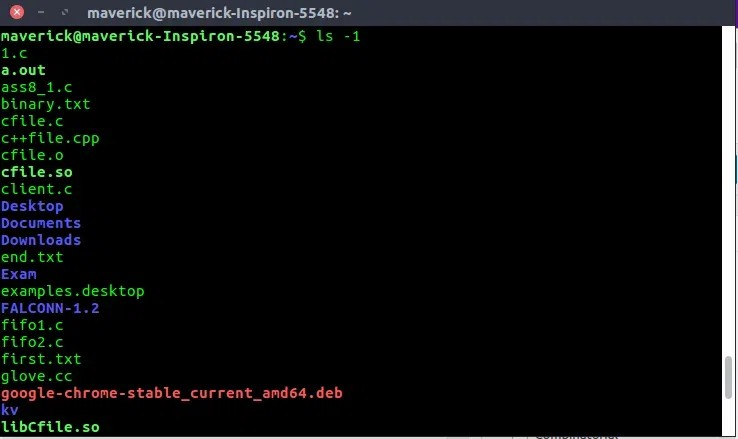 maverick@maverick-Inspiron-5548: ~
maverick@maverick-Inspiron-5548:~$ ls -1
1.c
a.out
ass8_1.c
binary.txt
cfile.c
c++file.cpp
cfile.o
cfile.so
client.c
Desktop
Documents
Downloads
end.txt
Exam
examples.desktop
FALCONN-1.2
fifo1.c
fifo2.c
first.txt
glove.cc
google-chrome-stable_current_amd64.deb
kv
libCfile.so